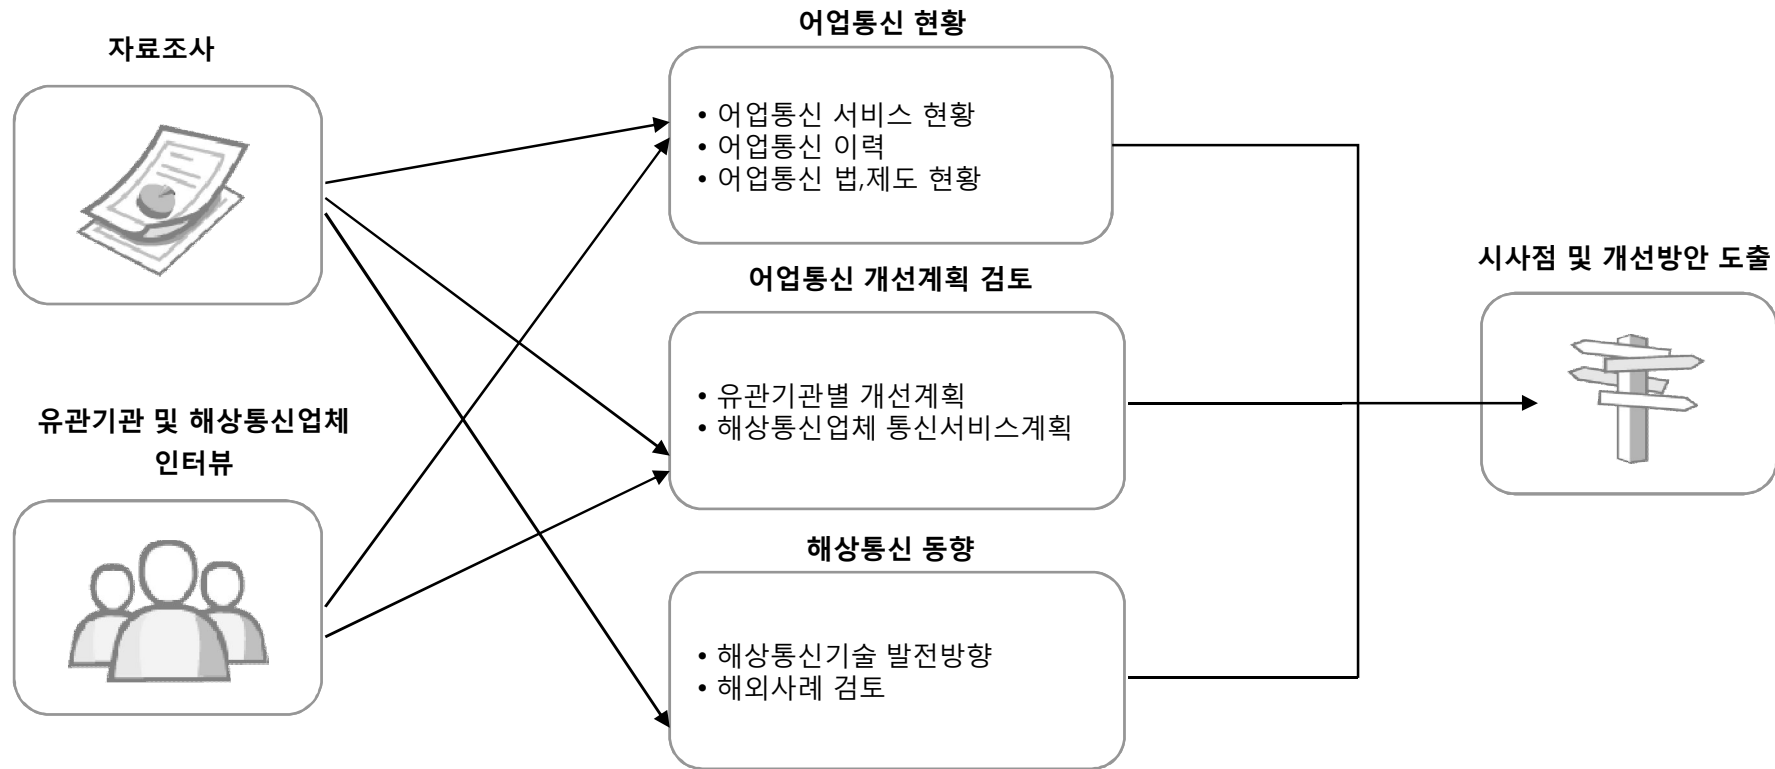 자료조사
유관기관 및 해상통신업체
인터뷰
어업통신 현황
• 어업통신 서비스 현황
• 어업통신 이력
• 어업통신 법,제도 현황
어업통신 개선계획 검토
• 유관기관별 개선계획
• 해상통신업체 통신서비스계획
해상통신 동향
• 해상통신기술 발전방향
• 해외사례 검토
시사점 및 개선방안 도출